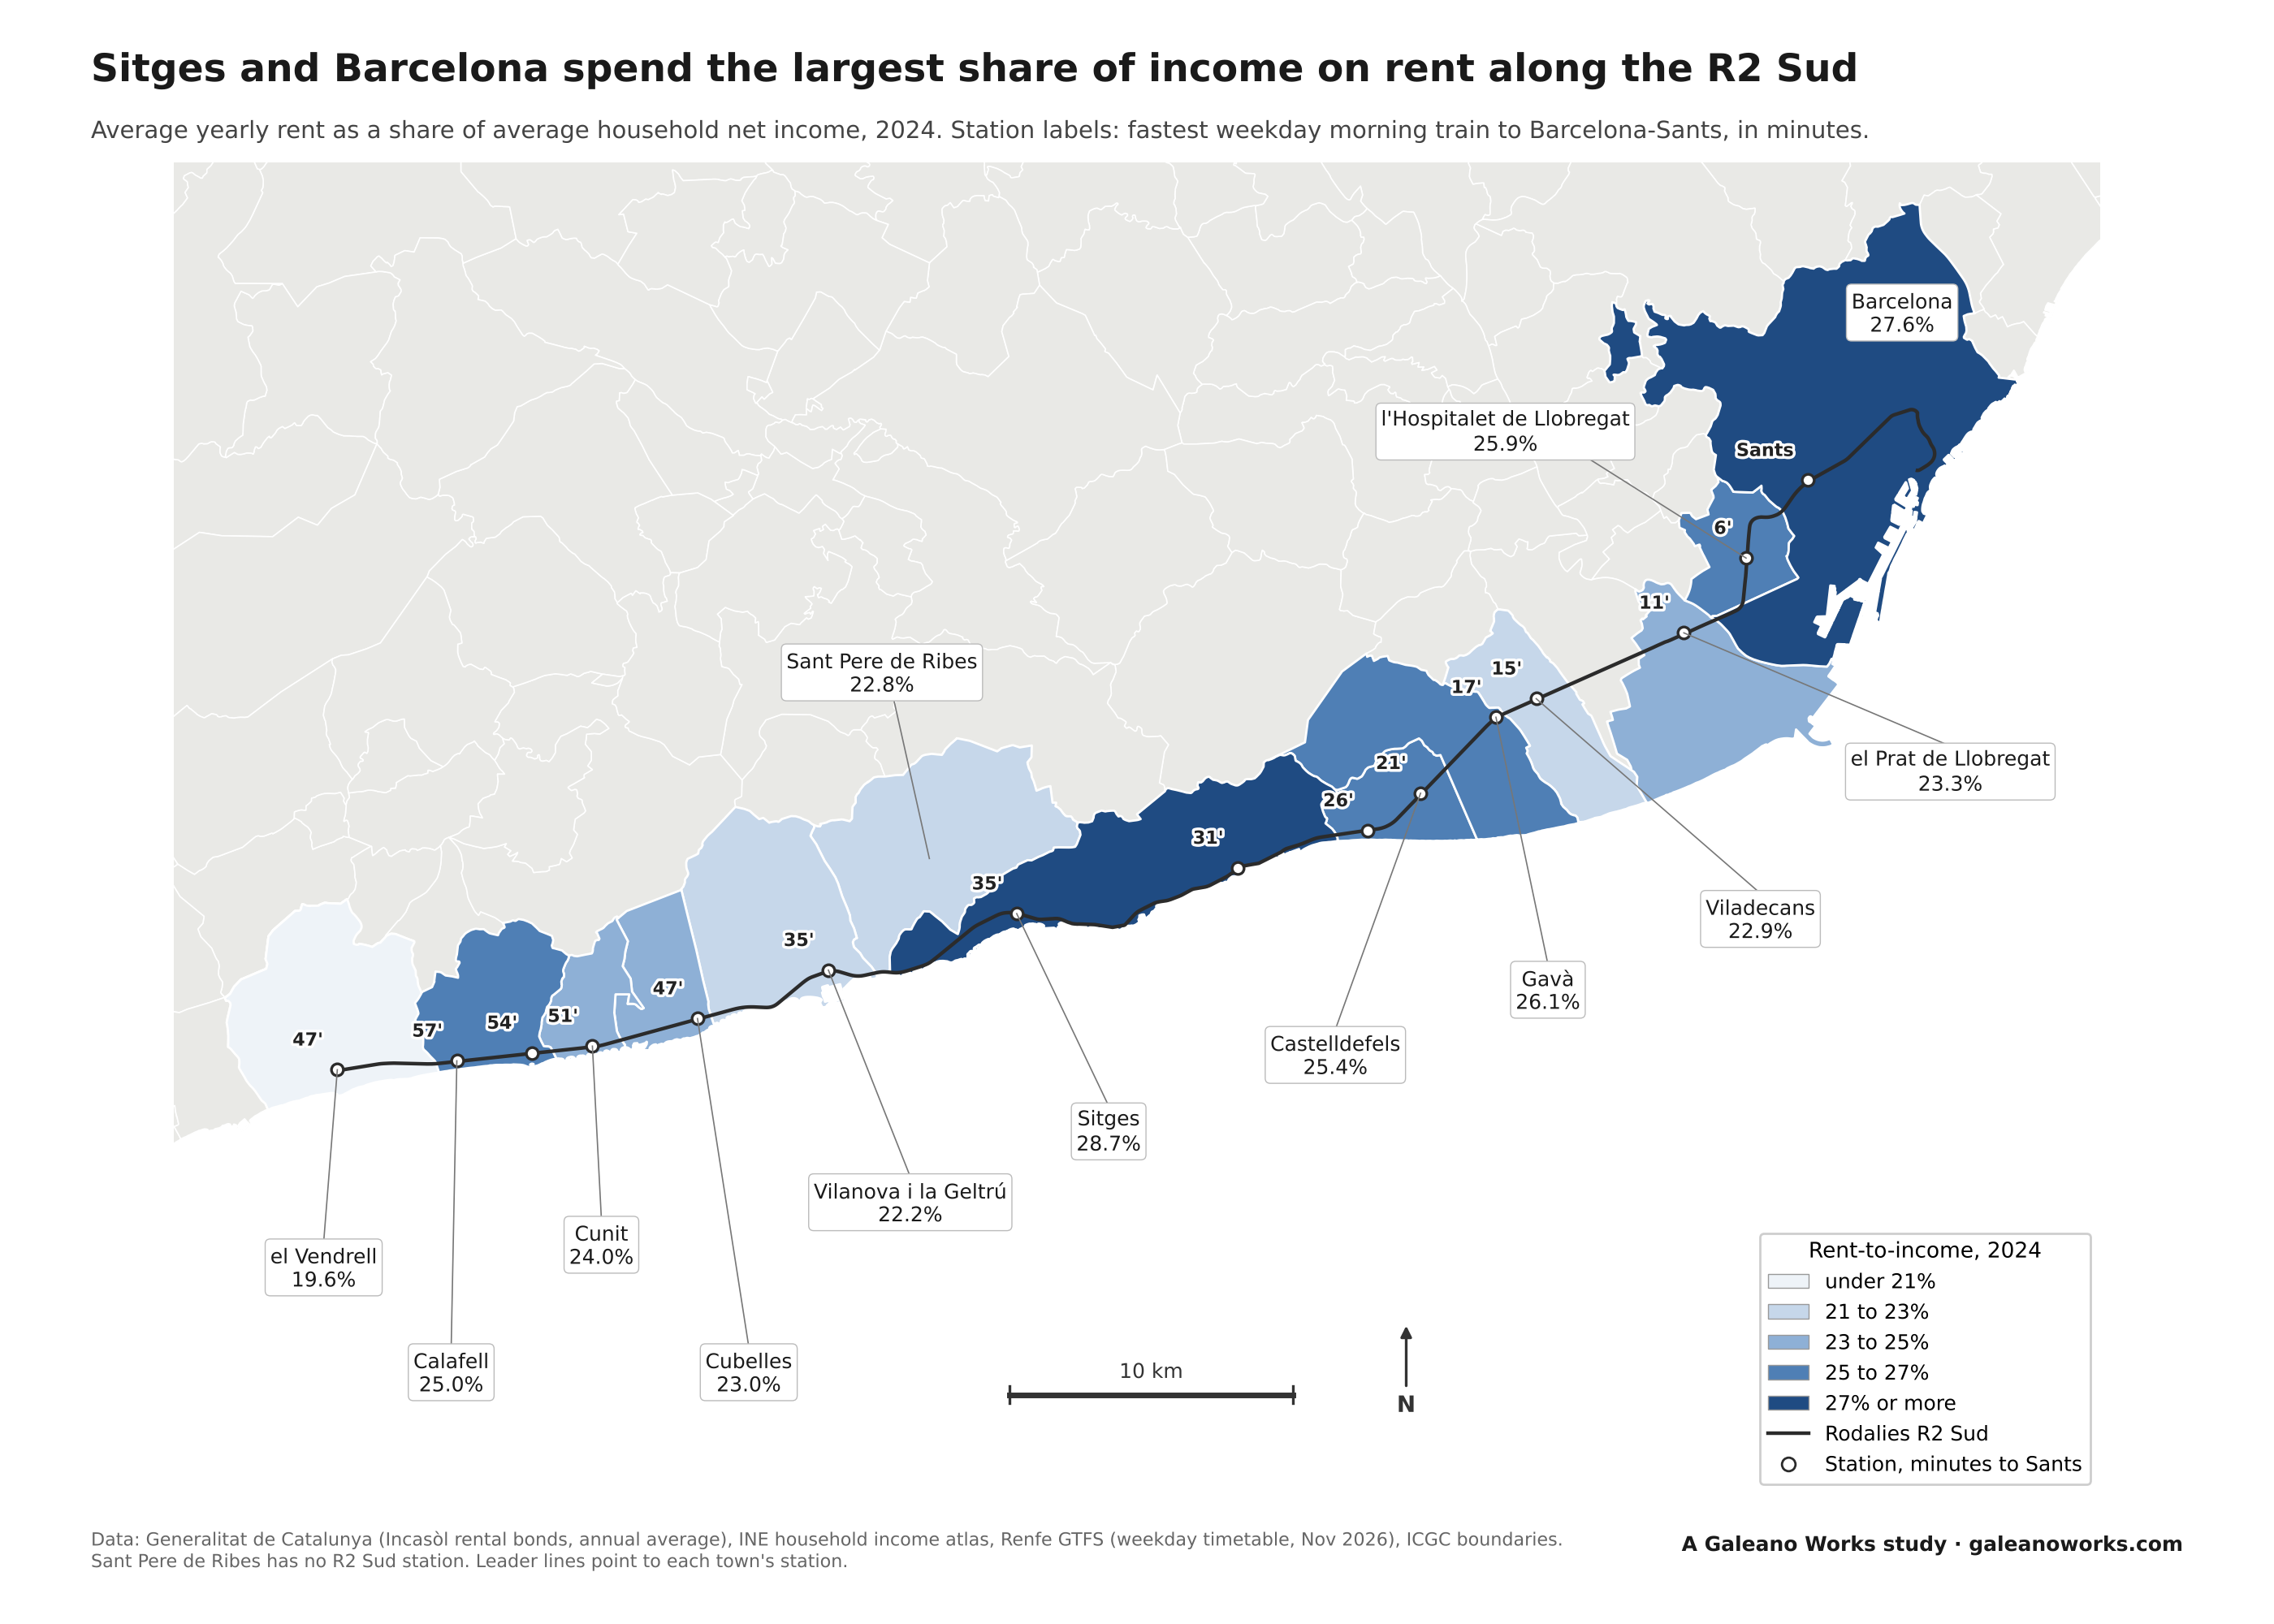 Sitges and Barcelona spend the largest share of income on rent along the R2 Sud
Average yearly rent as a share of average household net income, 2024. Station labels: fastest weekday morning train to Barcelona-Sants, in minutes.
Barcelona
27.6%
l'Hospitalet de Llobregat
25.9%
Sants
6'
11'
Sant Pere de Ribes
22.8%
15'
17'
el Prat de Llobregat
23.3%
21'
26'
31'
35'
Viladecans
22.9%
35'
Gavà
26.1%
47'
51'
54'
57'
47'
Castelldefels
25.4%
Sitges
28.7%
Vilanova i la Geltrú
22.2%
Cunit
24.0%
el Vendrell
19.6%
Calafell
25.0%
Cubelles
23.0%
10 km
N
Rent-to-income, 2024
under 21%
21 to 23%
23 to 25%
25 to 27%
27% or more
Rodalies R2 Sud
Station, minutes to Sants
Data: Generalitat de Catalunya (Incasòl rental bonds, annual average), INE household income atlas, Renfe GTFS (weekday timetable, Nov 2026), ICGC boundaries.
Sant Pere de Ribes has no R2 Sud station. Leader lines point to each town's station.
A Galeano Works study · galeanoworks.com